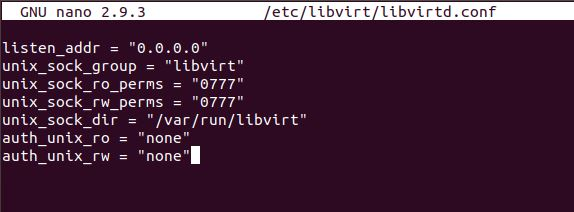 GNU nano 2.9.3 /etc/libvirt/libvirtd.conf
listen_addr = "0.0.0.0"
unix_sock_group = "libvirt"
unix_sock_ro_perms = "0777"
unix_sock_rw_perms = "0777"
unix_sock_dir = "/var/run/libvirt"
auth_unix_ro = "none"
auth_unix_rw = "none"